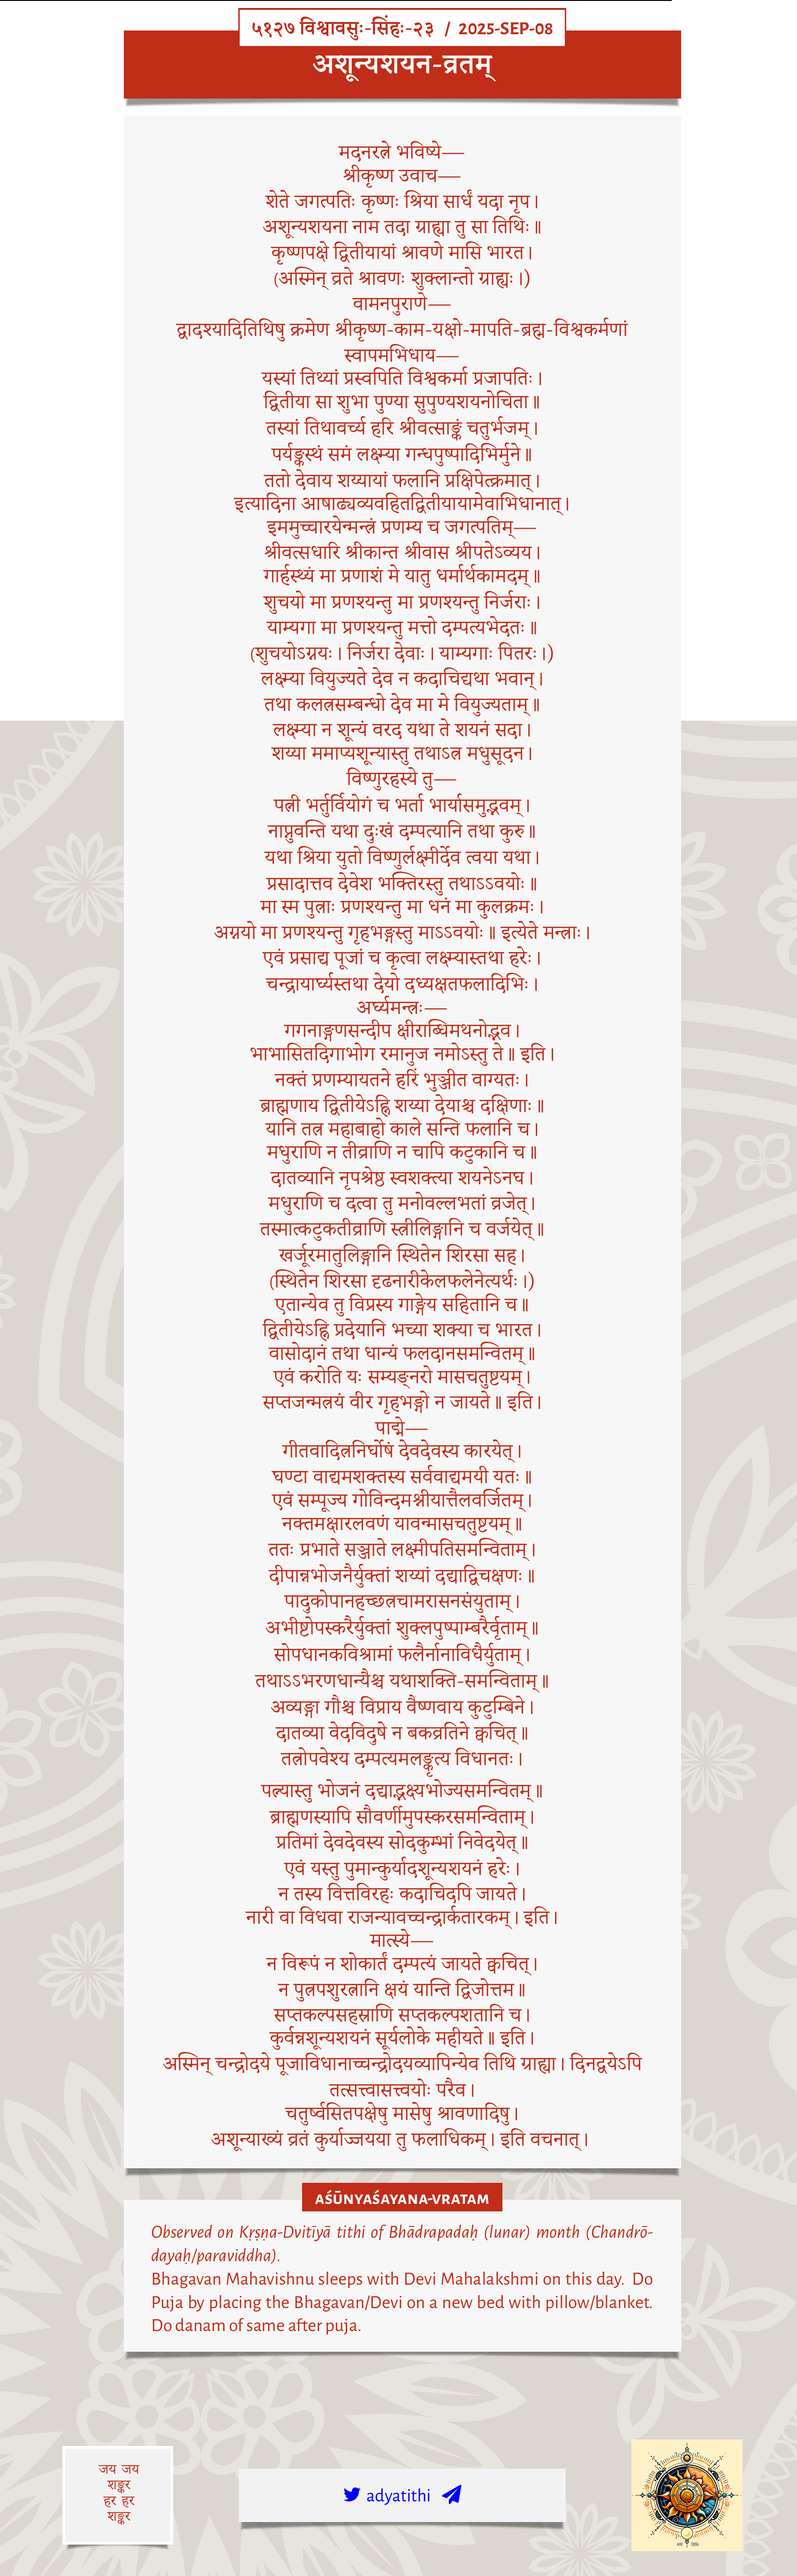 ५१२७ विश्वावसुः-सिंहः-२३ / 2025-SEP-08
अशून्यशयन-व्रतम्
मदनरत्ने भविष्ये—
श्रीकृष्ण उवाच—
शेते जगत्पतिः कृष्णः श्रिया सार्धं यदा नृप।
अशून्यशयना नाम तदा ग्राह्या तु सा तिथिः॥
कृष्णपक्षे द्वितीयायां श्रावणे मासि भारत।
(अस्मिन् व्रते श्रावणः शुक्लान्तो ग्राह्यः।)
वामनपुराणे—
द्वादश्यादितिथिषु क्रमेण श्रीकृष्ण-काम-यक्षो-मापति-ब्रह्म-विश्वकर्मणां
स्वापमभिधाय—
यस्यां तिथ्यां प्रस्वपिति विश्वकर्मा प्रजापतिः।
द्वितीया सा शुभा पुण्या सुपुण्यशयनोचिता॥
तस्यां तिथावर्च्य हरि श्रीवत्साङ्कं चतुर्भजम्।
पर्यङ्कस्थं समं लक्ष्म्या गन्धपुष्पादिभिर्मुने॥
ततो देवाय शय्यायां फलानि प्रक्षिपेत्क्रमात्।
इत्यादिना आषाढ्यव्यवहितद्वितीयायामेवाभिधानात्।
इममुच्चारयेन्मन्त्रं प्रणम्य च जगत्पतिम्—
श्रीवत्सधारि श्रीकान्त श्रीवास श्रीपतेऽव्यय।
गार्हस्थ्यं मा प्रणाशं मे यातु धर्मार्थकामदम्॥
शुचयो मा प्रणश्यन्तु मा प्रणश्यन्तु निर्जराः।
याम्यगा मा प्रणश्यन्तु मत्तो दम्पत्यभेदतः॥
(शुचयोऽग्नयः। निर्जरा देवाः। याम्यगाः पितरः।)
लक्ष्म्या वियुज्यते देव न कदाचिद्यथा भवान्।
तथा कलत्रसम्बन्धो देव मा मे वियुज्यताम्॥
लक्ष्म्या न शून्यं वरद यथा ते शयनं सदा।
शय्या ममाप्यशून्यास्तु तथाऽत्र मधुसूदन।
विष्णुरहस्ये तु—
पत्नी भर्तुर्वियोगं च भर्ता भार्यासमुद्भवम्।
नाप्नुवन्ति यथा दुःखं दम्पत्यानि तथा कुरु॥
यथा श्रिया युतो विष्णुर्लक्ष्मीर्देव त्वया यथा।
प्रसादात्तव देवेश भक्तिरस्तु तथाऽऽवयोः॥
मा स्म पुत्राः प्रणश्यन्तु मा धनं मा कुलक्रमः।
अग्नयो मा प्रणश्यन्तु गृहभङ्गस्तु माऽऽवयोः॥ इत्येते मन्त्राः।
एवं प्रसाद्य पूजां च कृत्वा लक्ष्म्यास्तथा हरेः।
चन्द्रायार्घ्यस्तथा देयो दध्यक्षतफलादिभिः।
अर्घ्यमन्त्रः—
गगनाङ्गणसन्दीप क्षीराब्धिमथनोद्भव।
भाभासितदिगाभोग रमानुज नमोऽस्तु ते॥ इति।
नक्तं प्रणम्यायतने हरिं भुञ्जीत वाग्यतः।
ब्राह्मणाय द्वितीयेऽह्नि शय्या देयाश्च दक्षिणाः॥
यानि तत्र महाबाहो काले सन्ति फलानि च।
मधुराणि न तीव्राणि न चापि कटुकानि च॥
दातव्यानि नृपश्रेष्ठ स्वशक्त्या शयनेऽनघ।
मधुराणि च दत्वा तु मनोवल्लभतां व्रजेत्।
तस्मात्कटुकतीव्राणि स्त्रीलिङ्गानि च वर्जयेत्॥
खर्जूरमातुलिङ्गानि स्थितेन शिरसा सह।
(स्थितेन शिरसा दृढनारीकेलफलेनेत्यर्थः।)
एतान्येव तु विप्रस्य गाङ्गेय सहितानि च॥
द्वितीयेऽह्नि प्रदेयानि भच्या शक्या च भारत।
वासोदानं तथा धान्यं फलदानसमन्वितम्॥
एवं करोति यः सम्यङ्नरो मासचतुष्टयम्।
सप्तजन्मत्रयं वीर गृहभङ्गो न जायते॥ इति।
पाद्मे—
गीतवादित्रनिर्घोषं देवदेवस्य कारयेत्।
घण्टा वाद्यमशक्तस्य सर्ववाद्यमयी यतः॥
एवं सम्पूज्य गोविन्दमश्नीयात्तैलवर्जितम्।
नक्तमक्षारलवणं यावन्मासचतुष्टयम्॥
ततः प्रभाते सञ्जाते लक्ष्मीपतिसमन्विताम्।
दीपान्नभोजनैर्युक्तां शय्यां दद्याद्विचक्षणः॥
पादुकोपानहच्छत्रचामरासनसंयुताम्।
अभीष्टोपस्करैर्युक्तां शुक्लपुष्पाम्बरैर्वृताम्॥
सोपधानकविश्रामां फलैर्नानाविधैर्युताम्।
तथाऽऽभरणधान्यैश्च यथाशक्ति-समन्विताम्॥
अव्यङ्गा गौश्च विप्राय वैष्णवाय कुटुम्बिने।
दातव्या वेदविदुषे न बकव्रतिने क्वचित्॥
तत्रोपवेश्य दम्पत्यमलङ्कृत्य विधानतः।
पत्न्यास्तु भोजनं दद्याद्भक्ष्यभोज्यसमन्वितम्॥
ब्राह्मणस्यापि सौवर्णीमुपस्करसमन्विताम्।
प्रतिमां देवदेवस्य सोदकुम्भां निवेदयेत्॥
एवं यस्तु पुमान्कुर्यादशून्यशयनं हरेः।
न तस्य वित्तविरहः कदाचिदपि जायते।
नारी वा विधवा राजन्यावच्चन्द्रार्कतारकम्। इति।
मात्स्ये—
न विरूपं न शोकार्तं दम्पत्यं जायते क्वचित्।
न पुत्रपशुरत्नानि क्षयं यान्ति द्विजोत्तम॥
सप्तकल्पसहस्राणि सप्तकल्पशतानि च।
कुर्वन्नशून्यशयनं सूर्यलोके महीयते॥ इति।
अस्मिन् चन्द्रोदये पूजाविधानाच्चन्द्रोदयव्यापिन्येव तिथि ग्राह्या। दिनद्वयेऽपि
तत्सत्त्वासत्त्वयोः परैव।
चतुर्ष्वसितपक्षेषु मासेषु श्रावणादिषु।
अशून्याख्यं व्रतं कुर्याज्जयया तु फलाधिकम्। इति वचनात्।
AŚŪNYAŚAYANA-VRATAM
Observed on Kṛṣṇa-Dvitīyā tithi of Bhādrapadaḥ (lunar) month (Chandrō-
dayaḥ/paraviddha).
Bhagavan Mahavishnu sleeps with Devi Mahalakshmi on this day. Do
Puja by placing the Bhagavan/Devi on a new bed with pillow/blanket.
Do danam of same after puja.
जय जय
शङ्कर
हर हर
शङ्कर
adyatithi